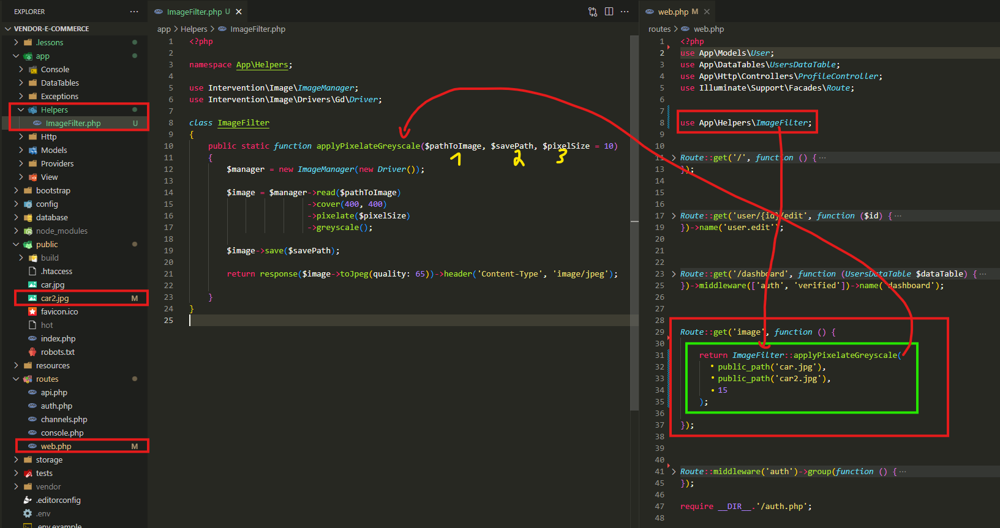 EXPLORER
VENDOR-E-COMMERCE
.lessons
app
Console
DataTables
Exceptions
Helpers
ImageFilter.php U
Http
Models
Providers
View
bootstrap
config
database
node_modules
public
build
.htaccess
car.jpg
car2.jpg M
favicon.ico
hot
index.php
robots.txt
resources
routes
api.php
auth.php
channels.php
console.php
web.php M
storage
tests
vendor
.editorconfig
.env
.env.example
ImageFilter.php U
app > Helpers > ImageFilter.php
1 <?php
2
3 namespace App\Helpers;
4
5 use Intervention\Image\ImageManager;
6 use Intervention\Image\Drivers\Gd\Driver;
7
8 class ImageFilter
9 {
10 public static function applyPixelateGreyscale($pathToImage, $savePath, $pixelSize = 10)
1 2 3
11 {
12 $manager = new ImageManager(new Driver());
13
14 $image = $manager->read($pathToImage)
15 ->cover(400, 400)
16 ->pixelate($pixelSize)
17 ->greyscale();
18
19 $image->save($savePath);
20
21 return response($image->toJpeg(quality: 65))->header('Content-Type', 'image/jpeg');
22
23 }
24 }
25
web.php M
routes > web.php
1 <?php
2 use App\Models\User;
3 use App\DataTables\UsersDataTable;
4 use App\Http\Controllers\ProfileController;
5 use Illuminate\Support\Facades\Route;
6
7
8 use App\Helpers\ImageFilter;
9
10
11 Route::get('/', function () {···
13 });
14
15
16
17 Route::get('user/{id}/edit', function ($id) {···
19 })->name('user.edit');
20
21
22
23 Route::get('/dashboard', function (UsersDataTable $dataTable) {···
25 })->middleware(['auth', 'verified'])->name('dashboard');
26
27
28
29 Route::get('image', function () {
30
31 return ImageFilter::applyPixelateGreyscale(
32 public_path('car.jpg'),
33 public_path('car2.jpg'),
34 15
35 );
36
37 });
38
39
40
41 Route::middleware('auth')->group(function () {···
45 });
46
47 require __DIR__.'/auth.php';
48